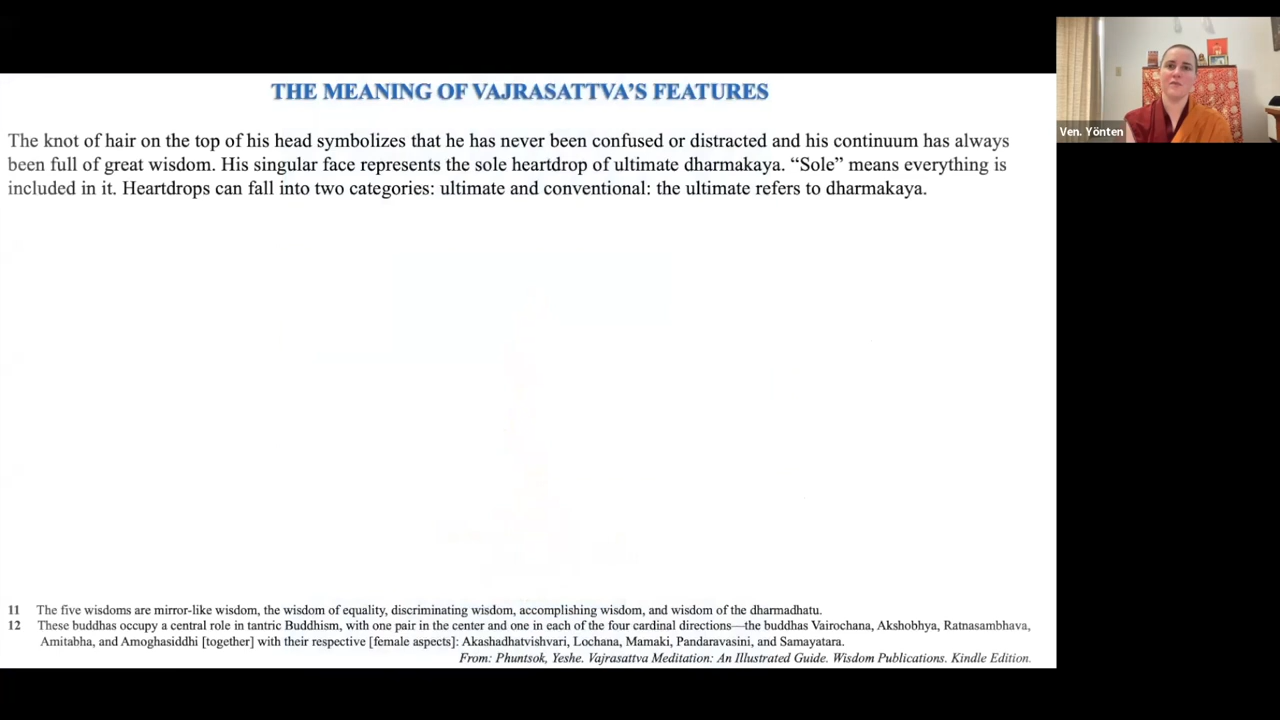 THE MEANING OF VAJRASATTVA'S FEATURES
The knot of hair on the top of his head symbolizes that he has never been confused or distracted and his continuum has always
been full of great wisdom. His singular face represents the sole heartdrop of ultimate dharmakaya. “Sole” means everything is
included in it. Heartdrops can fall into two categories: ultimate and conventional: the ultimate refers to dharmakaya.
11 The five wisdoms are mirror-like wisdom, the wisdom of equality, discriminating wisdom, accomplishing wisdom, and wisdom of the dharmadhatu.
12 These buddhas occupy a central role in tantric Buddhism, with one pair in the center and one in each of the four cardinal directions—the buddhas Vairochana, Akshobhya, Ratnasambhava,
Amitabha, and Amoghasiddhi [together] with their respective [female aspects]: Akashadhatvishvari, Lochana, Mamaki, Pandaravasini, and Samayatara.
From: Phuntsok, Yeshe. Vajrasattva Meditation: An Illustrated Guide. Wisdom Publications. Kindle Edition.
Ven. Yönten